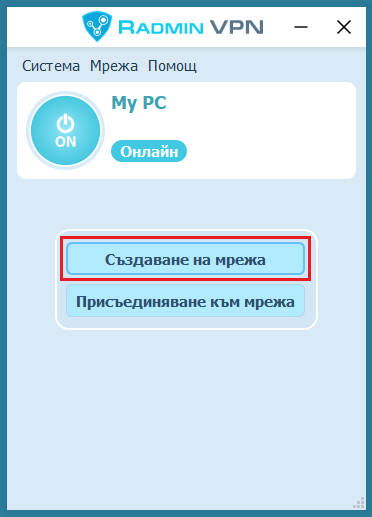 RADMIN VPN
Система Мрежа Помощ
My PC
ON
Онлайн
Създаване на мрежа
Присъединяване към мрежа